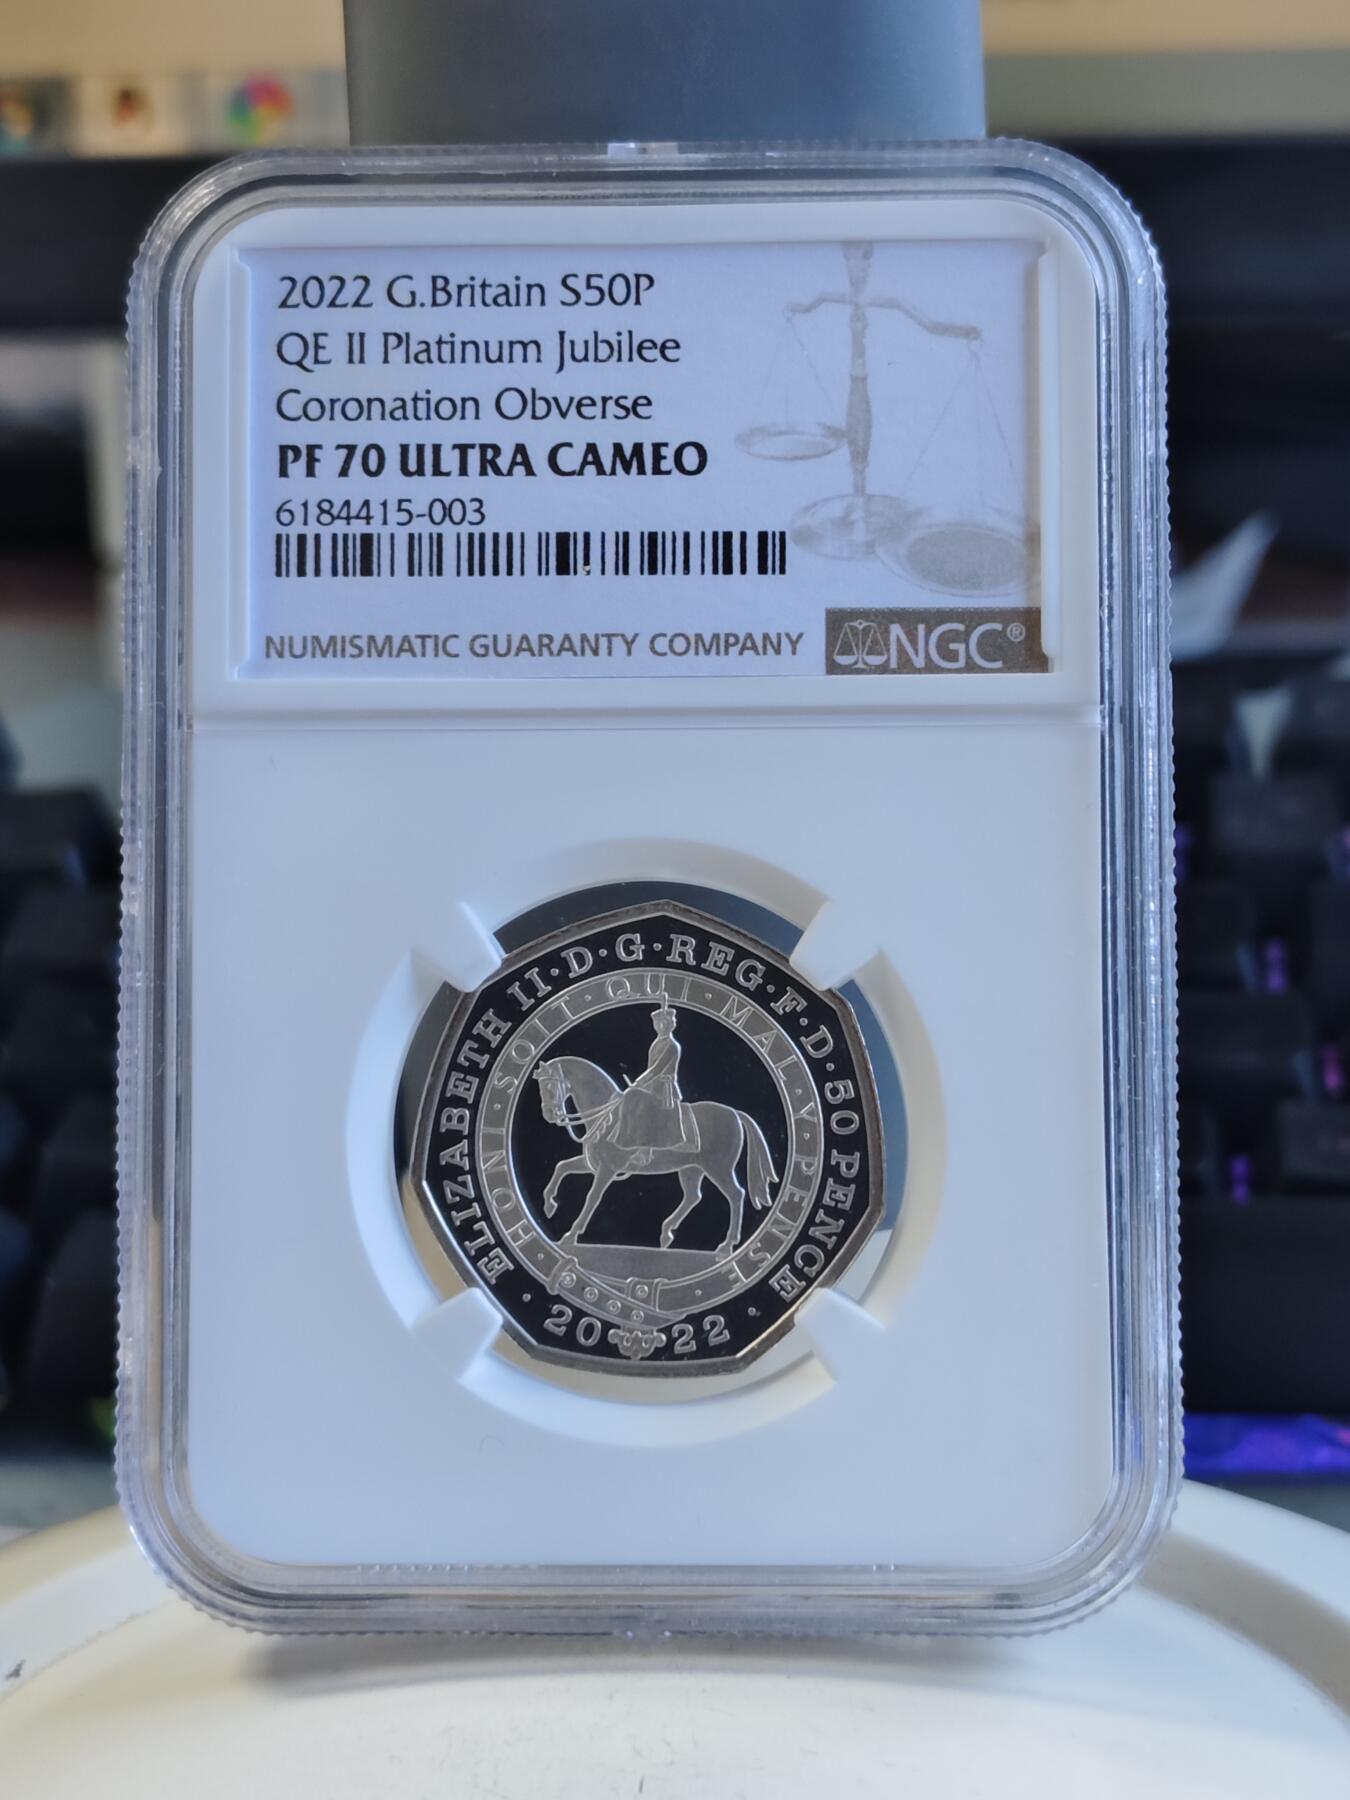 2022 G.Britain S50P
QE II Platinum Jubilee
Coronation Obverse
PF 70 ULTRA CAMEO
6184415-003
NUMISMATIC GUARANTY COMPANY
NGC®
ELIZABETH II·D·G·REG·F·D·50 PENCE
HONI·SOIT·QUI·MAL·Y·PENSE
·2022·